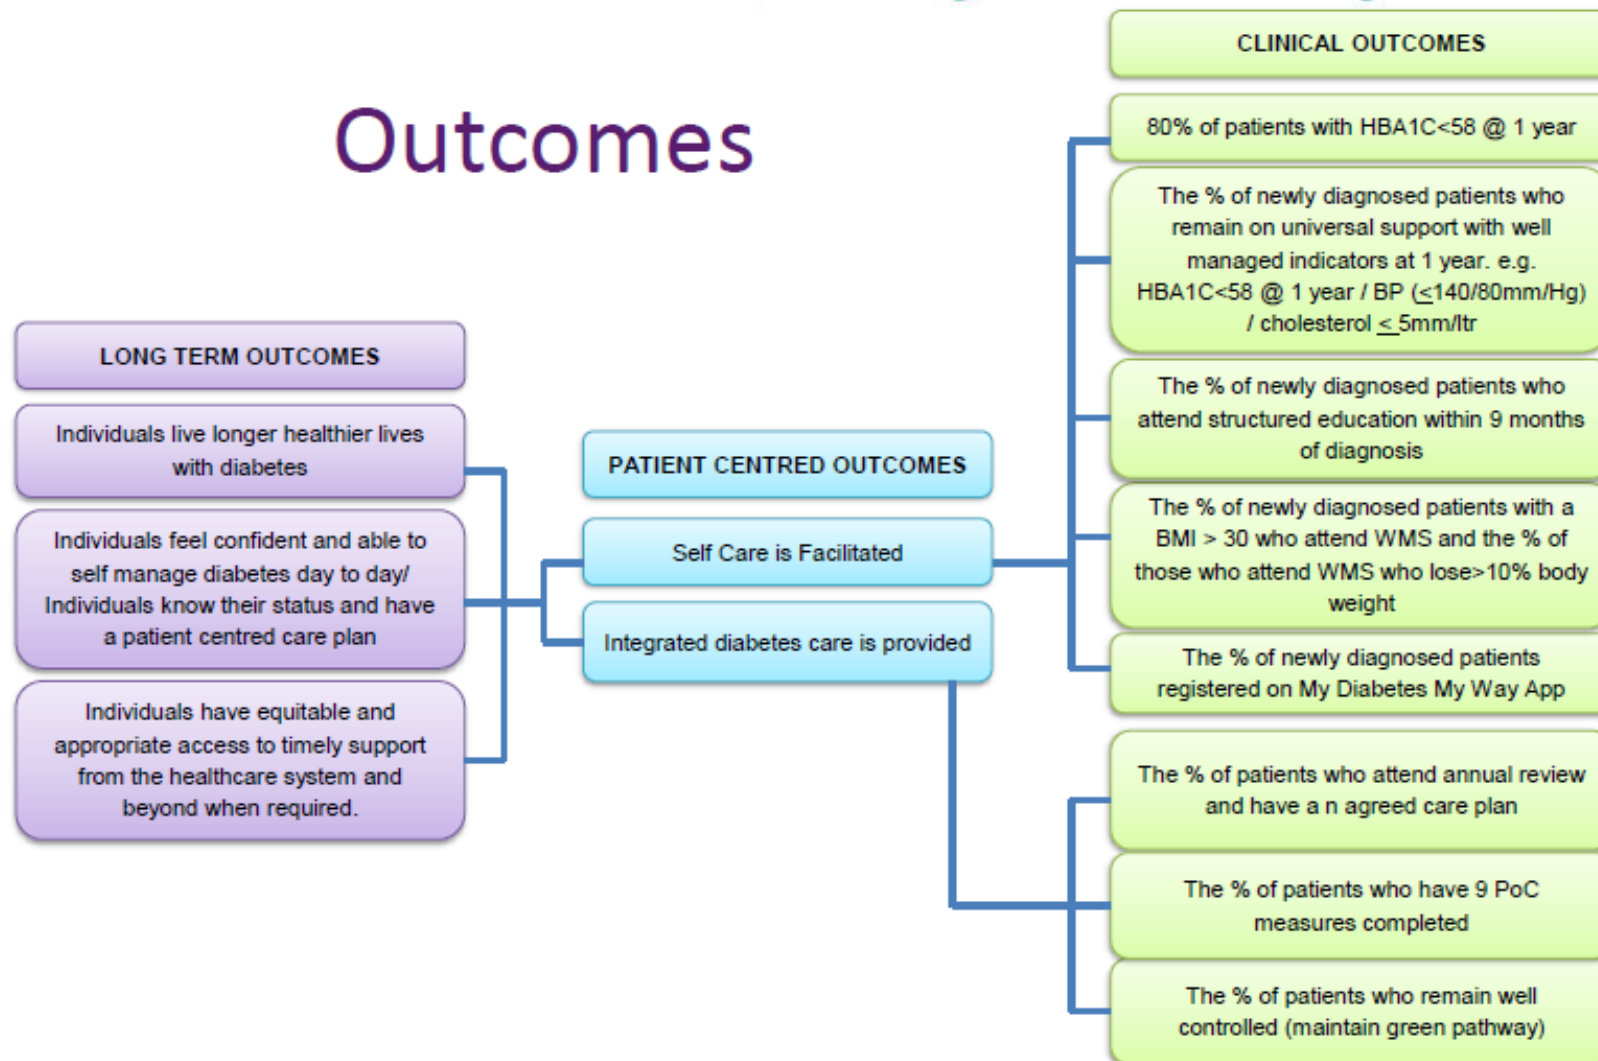 Outcomes
LONG TERM OUTCOMES
Individuals live longer healthier lives
with diabetes
Individuals feel confident and able to
self manage diabetes day to day/
Individuals know their status and have
a patient centred care plan
Individuals have equitable and
appropriate access to timely support
from the healthcare system and
beyond when required.
PATIENT CENTRED OUTCOMES
Self Care is Facilitated
Integrated diabetes care is provided
CLINICAL OUTCOMES
80% of patients with HBA1C<58 @ 1 year
The % of newly diagnosed patients who
remain on universal support with well
managed indicators at 1 year. e.g.
HBA1C<58 @ 1 year / BP (≤140/80mm/Hg)
/ cholesterol ≤ 5mm/ltr
The % of newly diagnosed patients who
attend structured education within 9 months
of diagnosis
The % of newly diagnosed patients with a
BMI > 30 who attend WMS and the % of
those who attend WMS who lose>10% body
weight
The % of newly diagnosed patients
registered on My Diabetes My Way App
The % of patients who attend annual review
and have a n agreed care plan
The % of patients who have 9 PoC
measures completed
The % of patients who remain well
controlled (maintain green pathway)